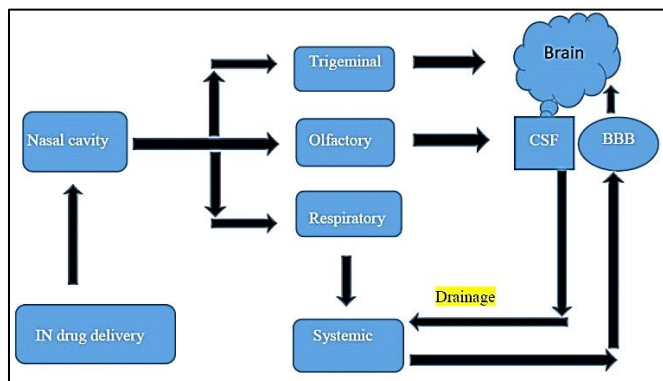 Trigeminal
Brain
Nasal cavity
Olfactory
CSF
BBB
Respiratory
Drainage
IN drug delivery
Systemic